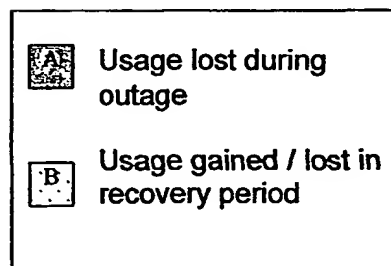 A Usage lost during
outage
B Usage gained / lost in
recovery period